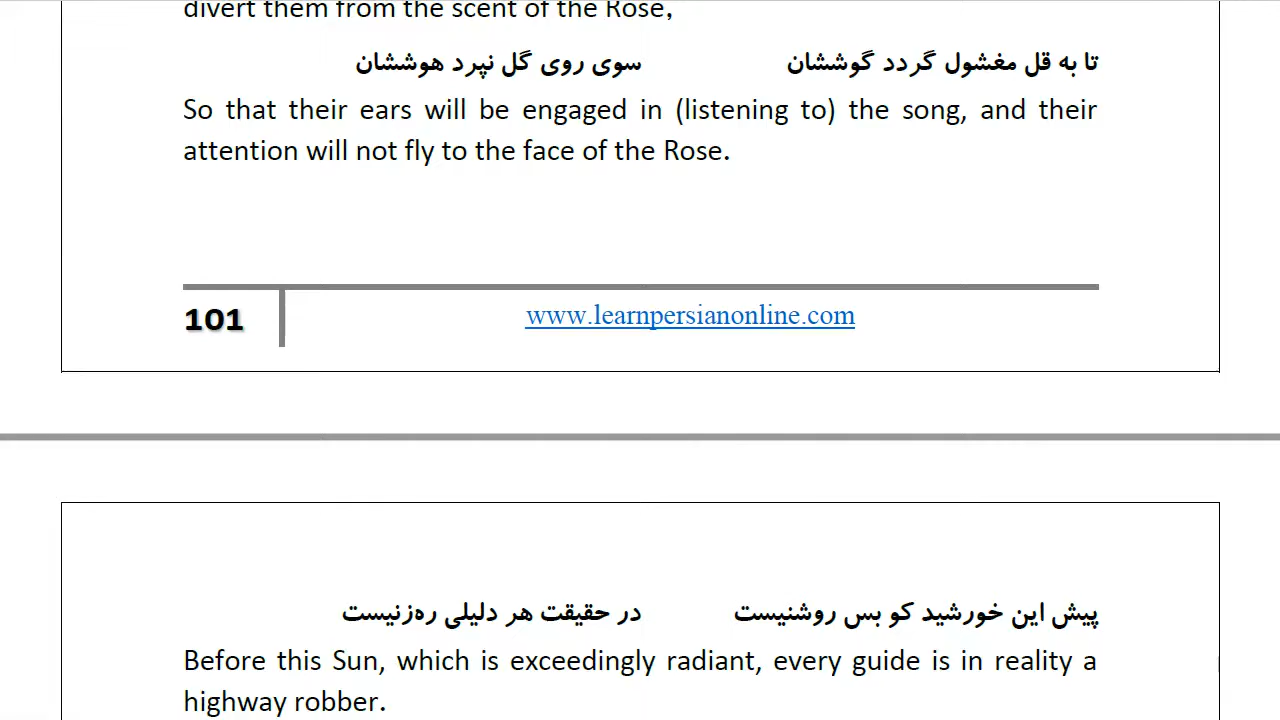 divert them from the scent of the Rose,
تا به قل مغشول گردد گوششان سوی روی گل نپرد هوششان
So that their ears will be engaged in (listening to) the song, and their
attention will not fly to the face of the Rose.
101 www.learnpersianonline.com
پیش این خورشید کو بس روشنیست در حقیقت هر دلیلی ره‌زنیست
Before this Sun, which is exceedingly radiant, every guide is in reality a
highway robber.